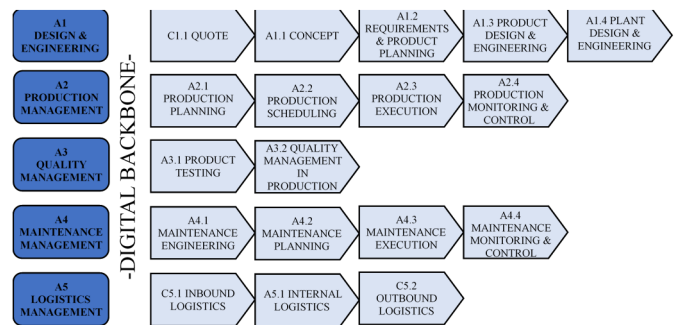 A1
DESIGN &
ENGINEERING
C1.1 QUOTE
A1.1 CONCEPT
A1.2
REQUIREMENTS
& PRODUCT
PLANNING
A1.3 PRODUCT
DESIGN &
ENGINEERING
A1.4 PLANT
DESIGN &
ENGINEERING
-DIGITAL BACKBONE-
A2
PRODUCTION
MANAGEMENT
A2.1
PRODUCTION
PLANNING
A2.2
PRODUCTION
SCHEDULING
A2.3
PRODUCTION
EXECUTION
A2.4
PRODUCTION
MONITORING &
CONTROL
A3
QUALITY
MANAGEMENT
A3.1 PRODUCT
TESTING
A3.2 QUALITY
MANAGEMENT
IN
PRODUCTION
A4
MAINTENANCE
MANAGEMENT
A4.1
MAINTENANCE
ENGINEERING
A4.2
MAINTENANCE
PLANNING
A4.3
MAINTENANCE
EXECUTION
A4.4
MAINTENANCE
MONITORING &
CONTROL
A5
LOGISTICS
MANAGEMENT
C5.1 INBOUND
LOGISTICS
A5.1 INTERNAL
LOGISTICS
C5.2
OUTBOUND
LOGISTICS